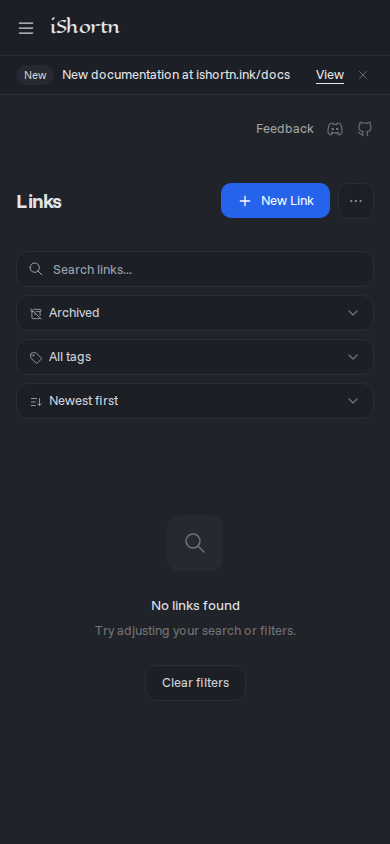 iShortn
New New documentation at ishortn.ink/docs View
Feedback
Links
New Link
Search links...
Archived
All tags
Newest first
No links found
Try adjusting your search or filters.
Clear filters